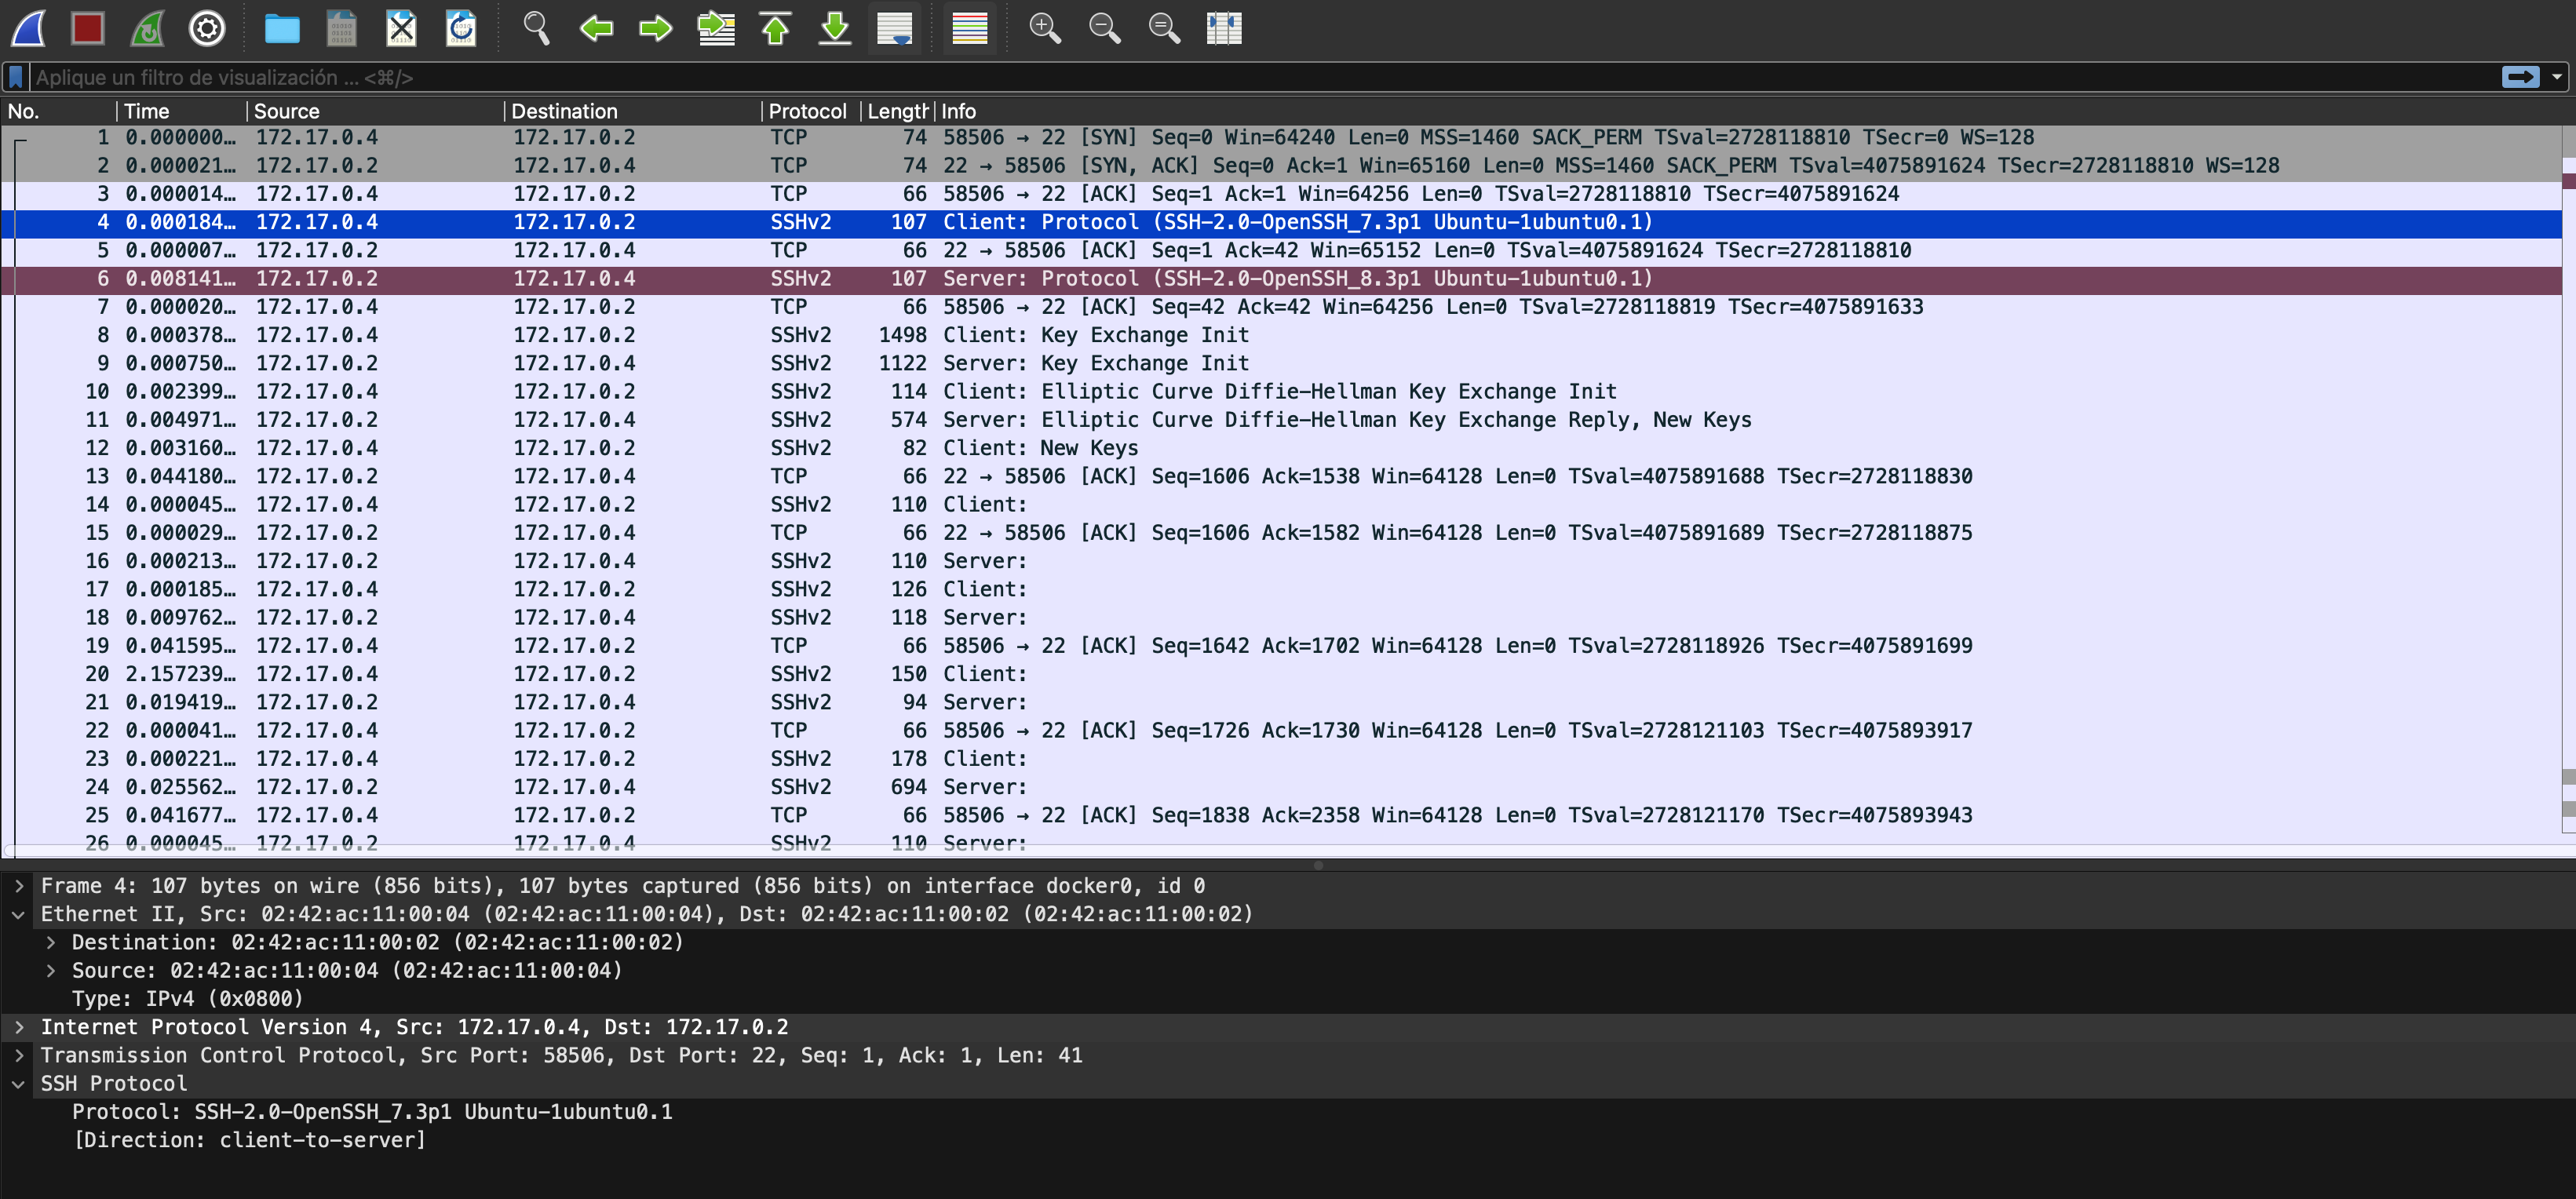 Aplique un filtro de visualización ... <⌘/>
No. Time Source Destination Protocol Length Info
1 0.000000… 172.17.0.4 172.17.0.2 TCP 74 58506 → 22 [SYN] Seq=0 Win=64240 Len=0 MSS=1460 SACK_PERM TSval=2728118810 TSecr=0 WS=128
2 0.000021… 172.17.0.2 172.17.0.4 TCP 74 22 → 58506 [SYN, ACK] Seq=0 Ack=1 Win=65160 Len=0 MSS=1460 SACK_PERM TSval=4075891624 TSecr=2728118810 WS=128
3 0.000014… 172.17.0.4 172.17.0.2 TCP 66 58506 → 22 [ACK] Seq=1 Ack=1 Win=64256 Len=0 TSval=2728118810 TSecr=4075891624
4 0.000184… 172.17.0.4 172.17.0.2 SSHv2 107 Client: Protocol (SSH-2.0-OpenSSH_7.3p1 Ubuntu-1ubuntu0.1)
5 0.000007… 172.17.0.2 172.17.0.4 TCP 66 22 → 58506 [ACK] Seq=1 Ack=42 Win=65152 Len=0 TSval=4075891624 TSecr=2728118810
6 0.008141… 172.17.0.2 172.17.0.4 SSHv2 107 Server: Protocol (SSH-2.0-OpenSSH_8.3p1 Ubuntu-1ubuntu0.1)
7 0.000020… 172.17.0.4 172.17.0.2 TCP 66 58506 → 22 [ACK] Seq=42 Ack=42 Win=64256 Len=0 TSval=2728118819 TSecr=4075891633
8 0.000378… 172.17.0.4 172.17.0.2 SSHv2 1498 Client: Key Exchange Init
9 0.000750… 172.17.0.2 172.17.0.4 SSHv2 1122 Server: Key Exchange Init
10 0.002399… 172.17.0.4 172.17.0.2 SSHv2 114 Client: Elliptic Curve Diffie-Hellman Key Exchange Init
11 0.004971… 172.17.0.2 172.17.0.4 SSHv2 574 Server: Elliptic Curve Diffie-Hellman Key Exchange Reply, New Keys
12 0.003160… 172.17.0.4 172.17.0.2 SSHv2 82 Client: New Keys
13 0.044180… 172.17.0.2 172.17.0.4 TCP 66 22 → 58506 [ACK] Seq=1606 Ack=1538 Win=64128 Len=0 TSval=4075891688 TSecr=2728118830
14 0.000045… 172.17.0.4 172.17.0.2 SSHv2 110 Client:
15 0.000029… 172.17.0.2 172.17.0.4 TCP 66 22 → 58506 [ACK] Seq=1606 Ack=1582 Win=64128 Len=0 TSval=4075891689 TSecr=2728118875
16 0.000213… 172.17.0.2 172.17.0.4 SSHv2 110 Server:
17 0.000185… 172.17.0.4 172.17.0.2 SSHv2 126 Client:
18 0.009762… 172.17.0.2 172.17.0.4 SSHv2 118 Server:
19 0.041595… 172.17.0.4 172.17.0.2 TCP 66 58506 → 22 [ACK] Seq=1642 Ack=1702 Win=64128 Len=0 TSval=2728118926 TSecr=4075891699
20 2.157239… 172.17.0.4 172.17.0.2 SSHv2 150 Client:
21 0.019419… 172.17.0.2 172.17.0.4 SSHv2 94 Server:
22 0.000041… 172.17.0.4 172.17.0.2 TCP 66 58506 → 22 [ACK] Seq=1726 Ack=1730 Win=64128 Len=0 TSval=2728121103 TSecr=4075893917
23 0.000221… 172.17.0.4 172.17.0.2 SSHv2 178 Client:
24 0.025562… 172.17.0.2 172.17.0.4 SSHv2 694 Server:
25 0.041677… 172.17.0.4 172.17.0.2 TCP 66 58506 → 22 [ACK] Seq=1838 Ack=2358 Win=64128 Len=0 TSval=2728121170 TSecr=4075893943
26 0.000045… 172.17.0.2 172.17.0.4 SSHv2 110 Server:
Frame 4: 107 bytes on wire (856 bits), 107 bytes captured (856 bits) on interface docker0, id 0
Ethernet II, Src: 02:42:ac:11:00:04 (02:42:ac:11:00:04), Dst: 02:42:ac:11:00:02 (02:42:ac:11:00:02)
Destination: 02:42:ac:11:00:02 (02:42:ac:11:00:02)
Source: 02:42:ac:11:00:04 (02:42:ac:11:00:04)
Type: IPv4 (0x0800)
Internet Protocol Version 4, Src: 172.17.0.4, Dst: 172.17.0.2
Transmission Control Protocol, Src Port: 58506, Dst Port: 22, Seq: 1, Ack: 1, Len: 41
SSH Protocol
Protocol: SSH-2.0-OpenSSH_7.3p1 Ubuntu-1ubuntu0.1
[Direction: client-to-server]